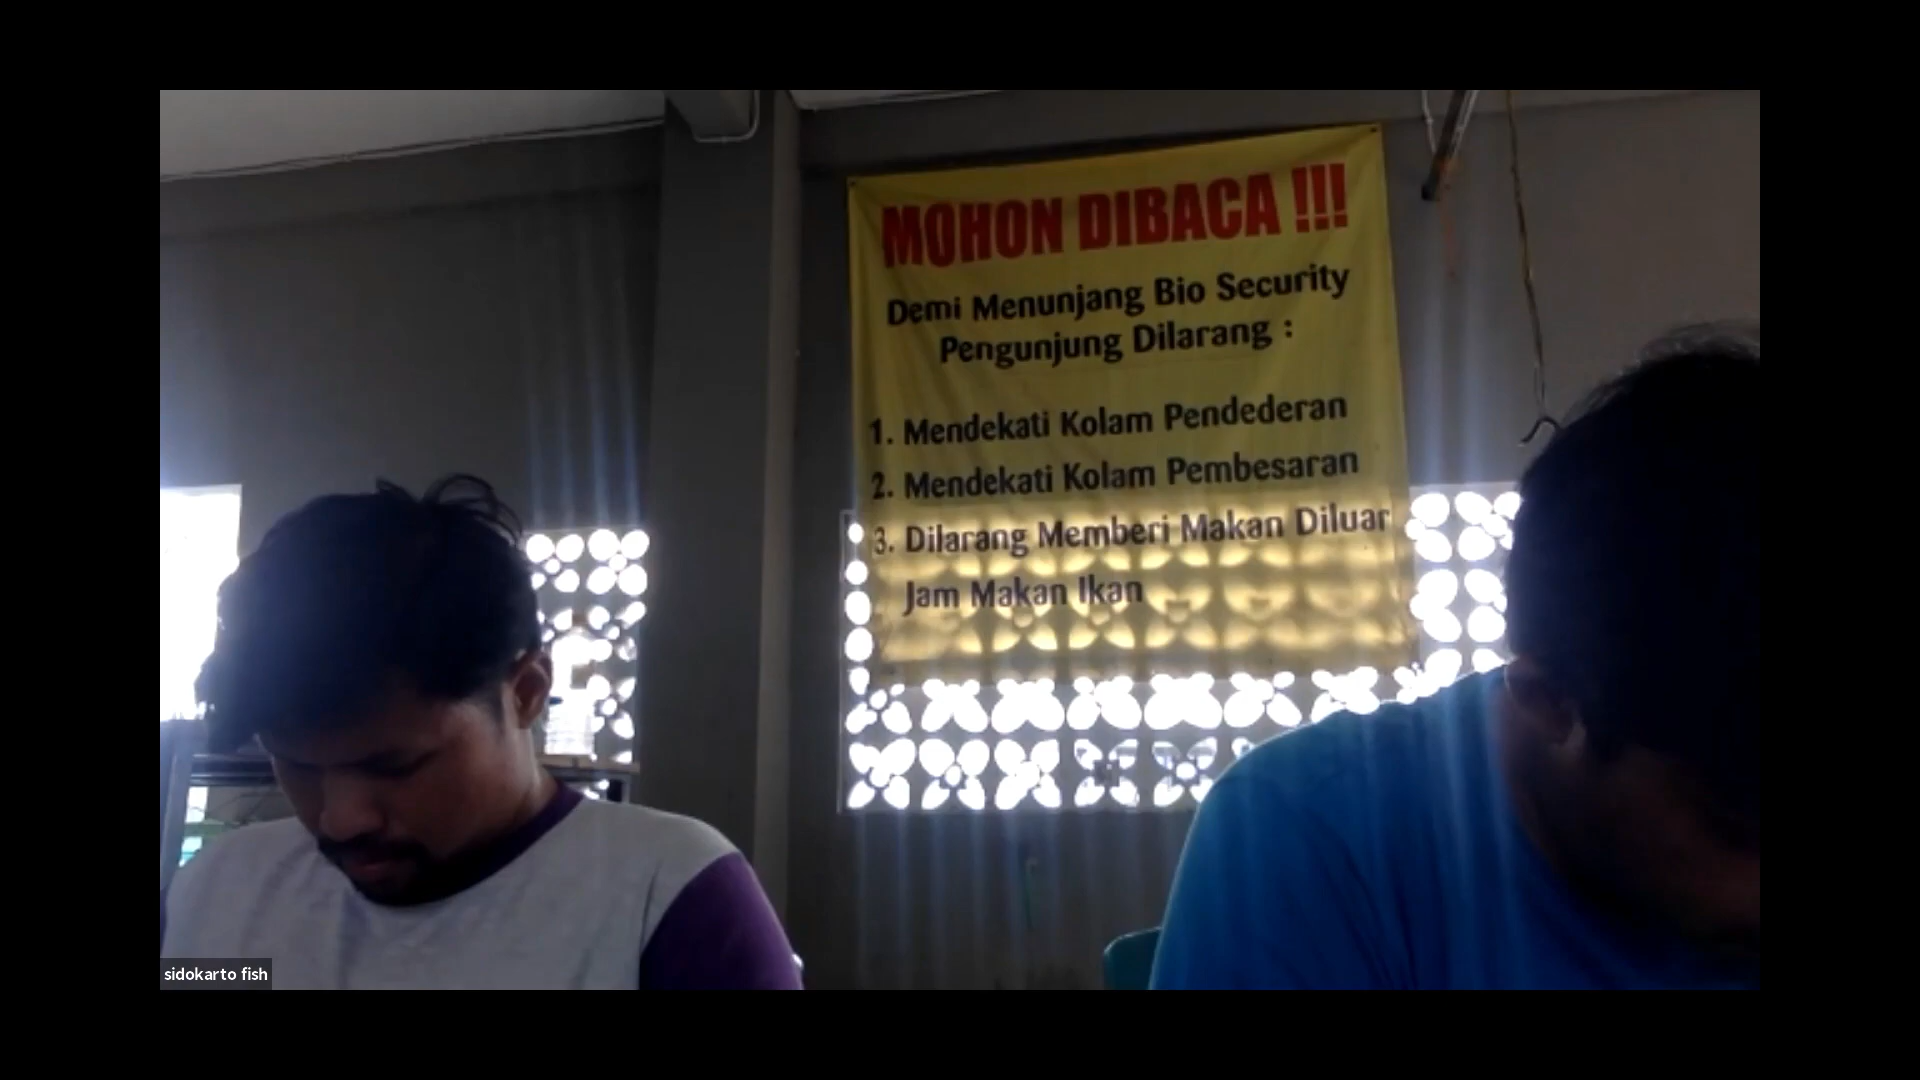 MOHON DIBACA !!!
Demi Menunjang Bio Security
Pengunjung Dilarang :
1. Mendekati Kolam Pendederan
2. Mendekati Kolam Pembesaran
3. Dilarang Memberi Makan Diluar
Jam Makan Ikan
sidokarto fish